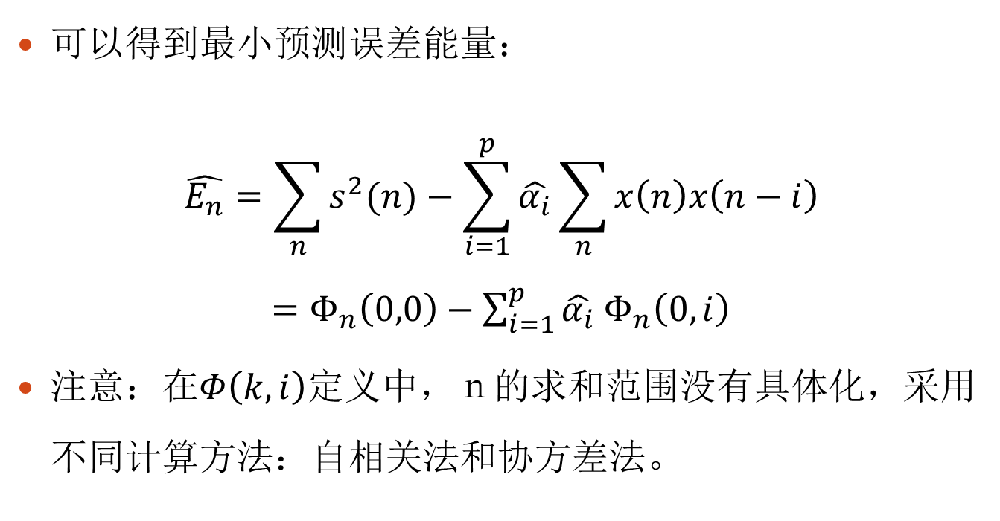 • 可以得到最小预测误差能量：
$\widehat{E_n} = \sum_{n} s^2(n) - \sum_{i=1}^{p} \widehat{\alpha}_i \sum_{n} x(n)x(n-i)$
$= \Phi_n(0,0) - \sum_{i=1}^{p} \widehat{\alpha_i} \, \Phi_n(0,i)$
• 注意：在$\Phi(k,i)$定义中， n 的求和范围没有具体化，采用
不同计算方法：自相关法和协方差法。